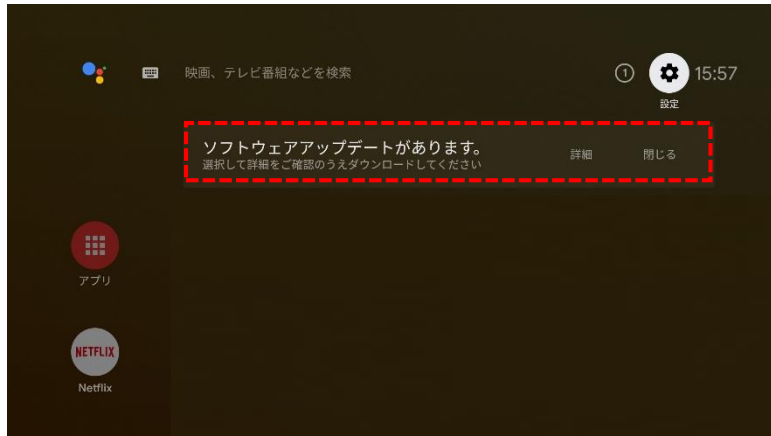 映画、テレビ番組などを検索
1
15:57
設定
ソフトウェアアップデートがあります。
選択して詳細をご確認のうえダウンロードしてください
詳細
閉じる
アプリ
NETFLIX
Netflix